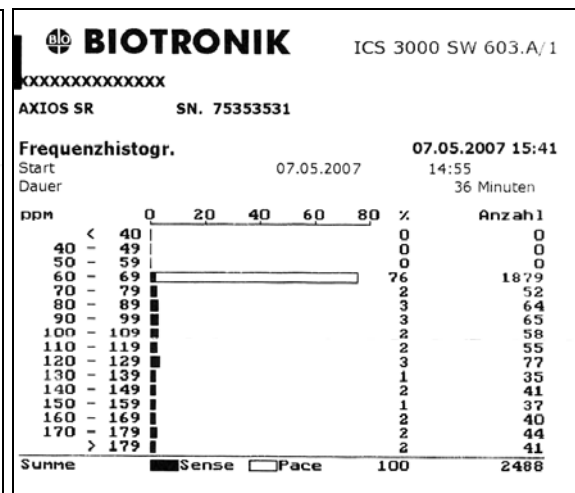 BIO BIOTRONIK ICS 3000 SW 603.A/1
XXXXXXXXXXXXXX
AXIOS SR SN. 75353531
Frequenzhistogr. 07.05.2007 15:41
Start 07.05.2007 14:55
Dauer 36 Minuten
ppm 0 20 40 60 80 % Anzahl
< 40 0 0
40 - 49 0 0
50 - 59 0 0
60 - 69 76 1879
70 - 79 2 52
80 - 89 3 64
90 - 99 3 65
100 - 109 2 58
110 - 119 2 55
120 - 129 3 77
130 - 139 1 35
140 - 149 2 41
150 - 159 1 37
160 - 169 2 40
170 - 179 2 44
> 179 2 41
Summe Sense Pace 100 2488